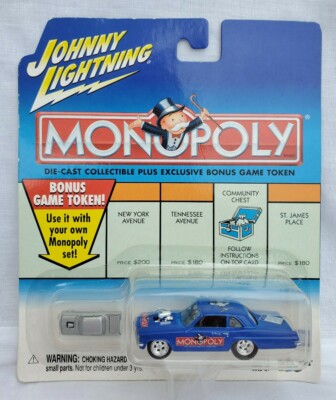 JOHNNY
LIGHTNING
MONOPOLY
DIE-CAST COLLECTIBLE PLUS EXCLUSIVE BONUS GAME TOKEN
BONUS
GAME TOKEN!
Use it with
your own
Monopoly
set!
NEW YORK
AVENUE
PRICE $200
TENNESSEE
AVENUE
PRICE $180
COMMUNITY
CHEST
FOLLOW
INSTRUCTIONS
ON TOP CARD
ST. JAMES
PLACE
PRICE $180
MONOPOLY
WARNING: CHOKING HAZARD
small parts. Not for children under 3